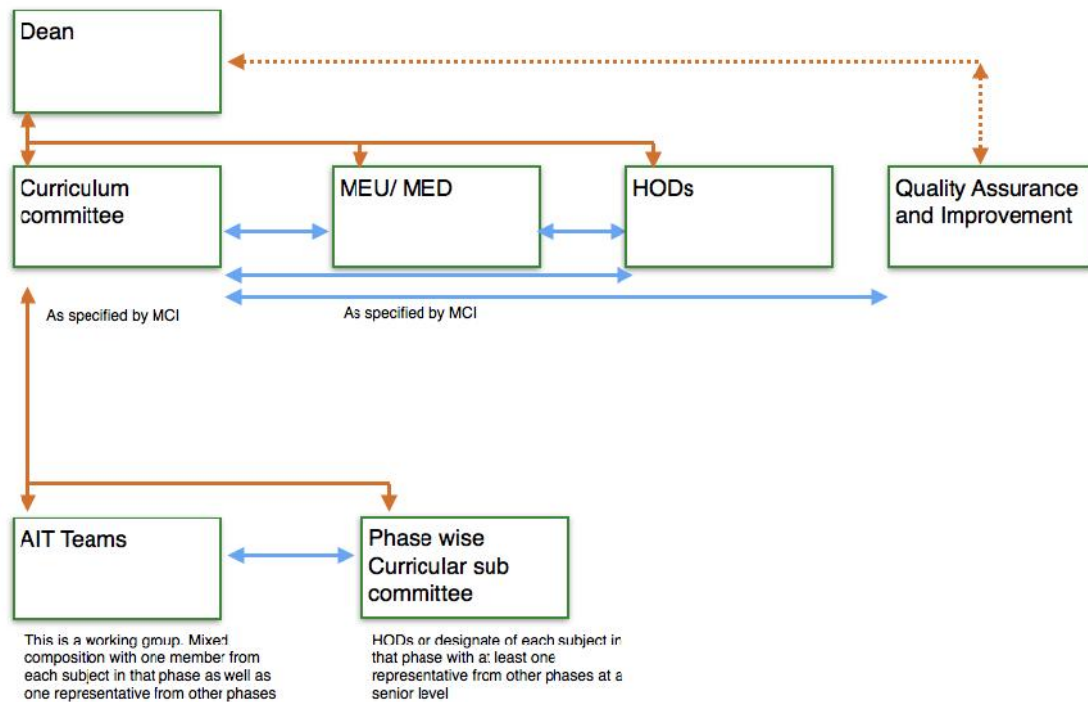 Dean
Curriculum
committee
MEU/ MED
HODs
Quality Assurance
and Improvement
As specified by MCI
As specified by MCI
AIT Teams
Phase wise
Curricular sub
committee
This is a working group. Mixed
composition with one member from
each subject in that phase as well as
one representative from other phases
HODs or designate of each subject in
that phase with at least one
representative from other phases at a
senior level